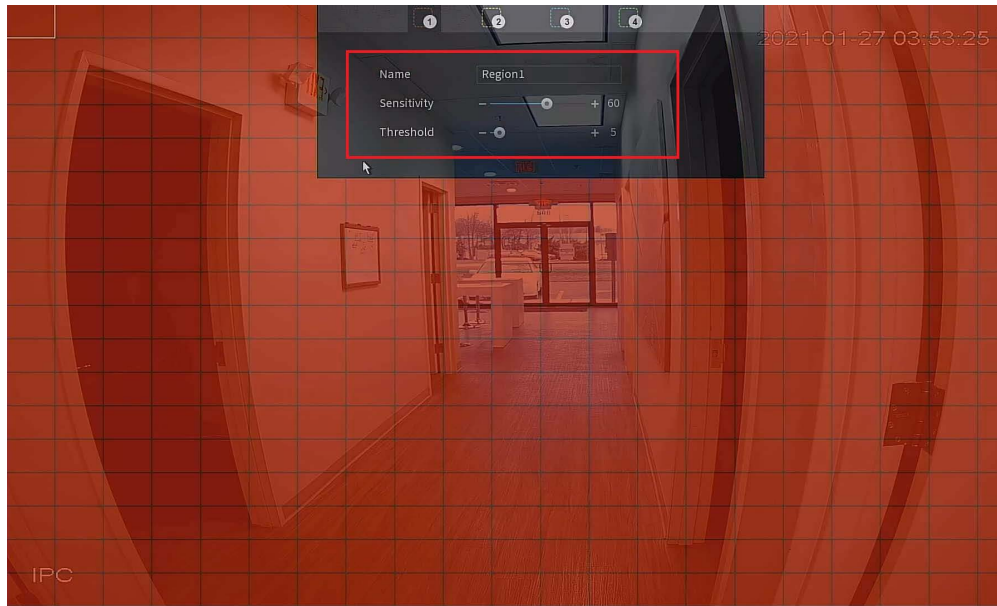 1 2 3 4
2021-01-27 03:53:25
Name Region1
Sensitivity − + 60
Threshold − + 5
IPC